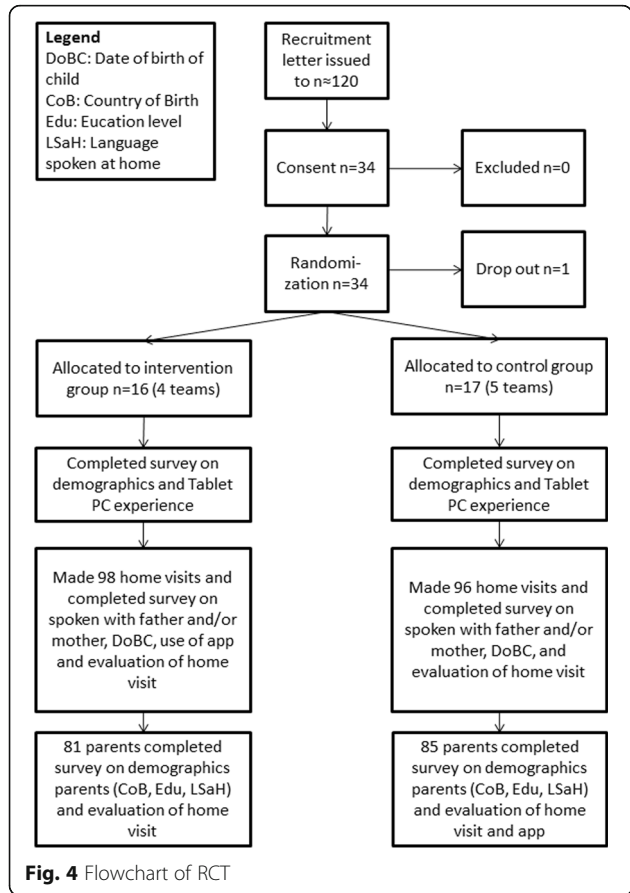 Legend
DoBC: Date of birth of
child
CoB: Country of Birth
Edu: Eucation level
LSaH: Language
spoken at home
Recruitment
letter issued
to n≈120
Consent n=34
Excluded n=0
Randomi-
zation n=34
Drop out n=1
Allocated to intervention
group n=16 (4 teams)
Allocated to control group
n=17 (5 teams)
Completed survey on
demographics and Tablet
PC experience
Completed survey on
demographics and Tablet
PC experience
Made 98 home visits and
completed survey on
spoken with father and/or
mother, DoBC, use of app
and evaluation of home
visit
Made 96 home visits and
completed survey on
spoken with father and/or
mother, DoBC, and
evaluation of home visit
81 parents completed
survey on demographics
parents (CoB, Edu, LSaH)
and evaluation of home
visit
85 parents completed
survey on demographics
parents (CoB, Edu, LSaH)
and evaluation of home
visit and app
Fig. 4 Flowchart of RCT